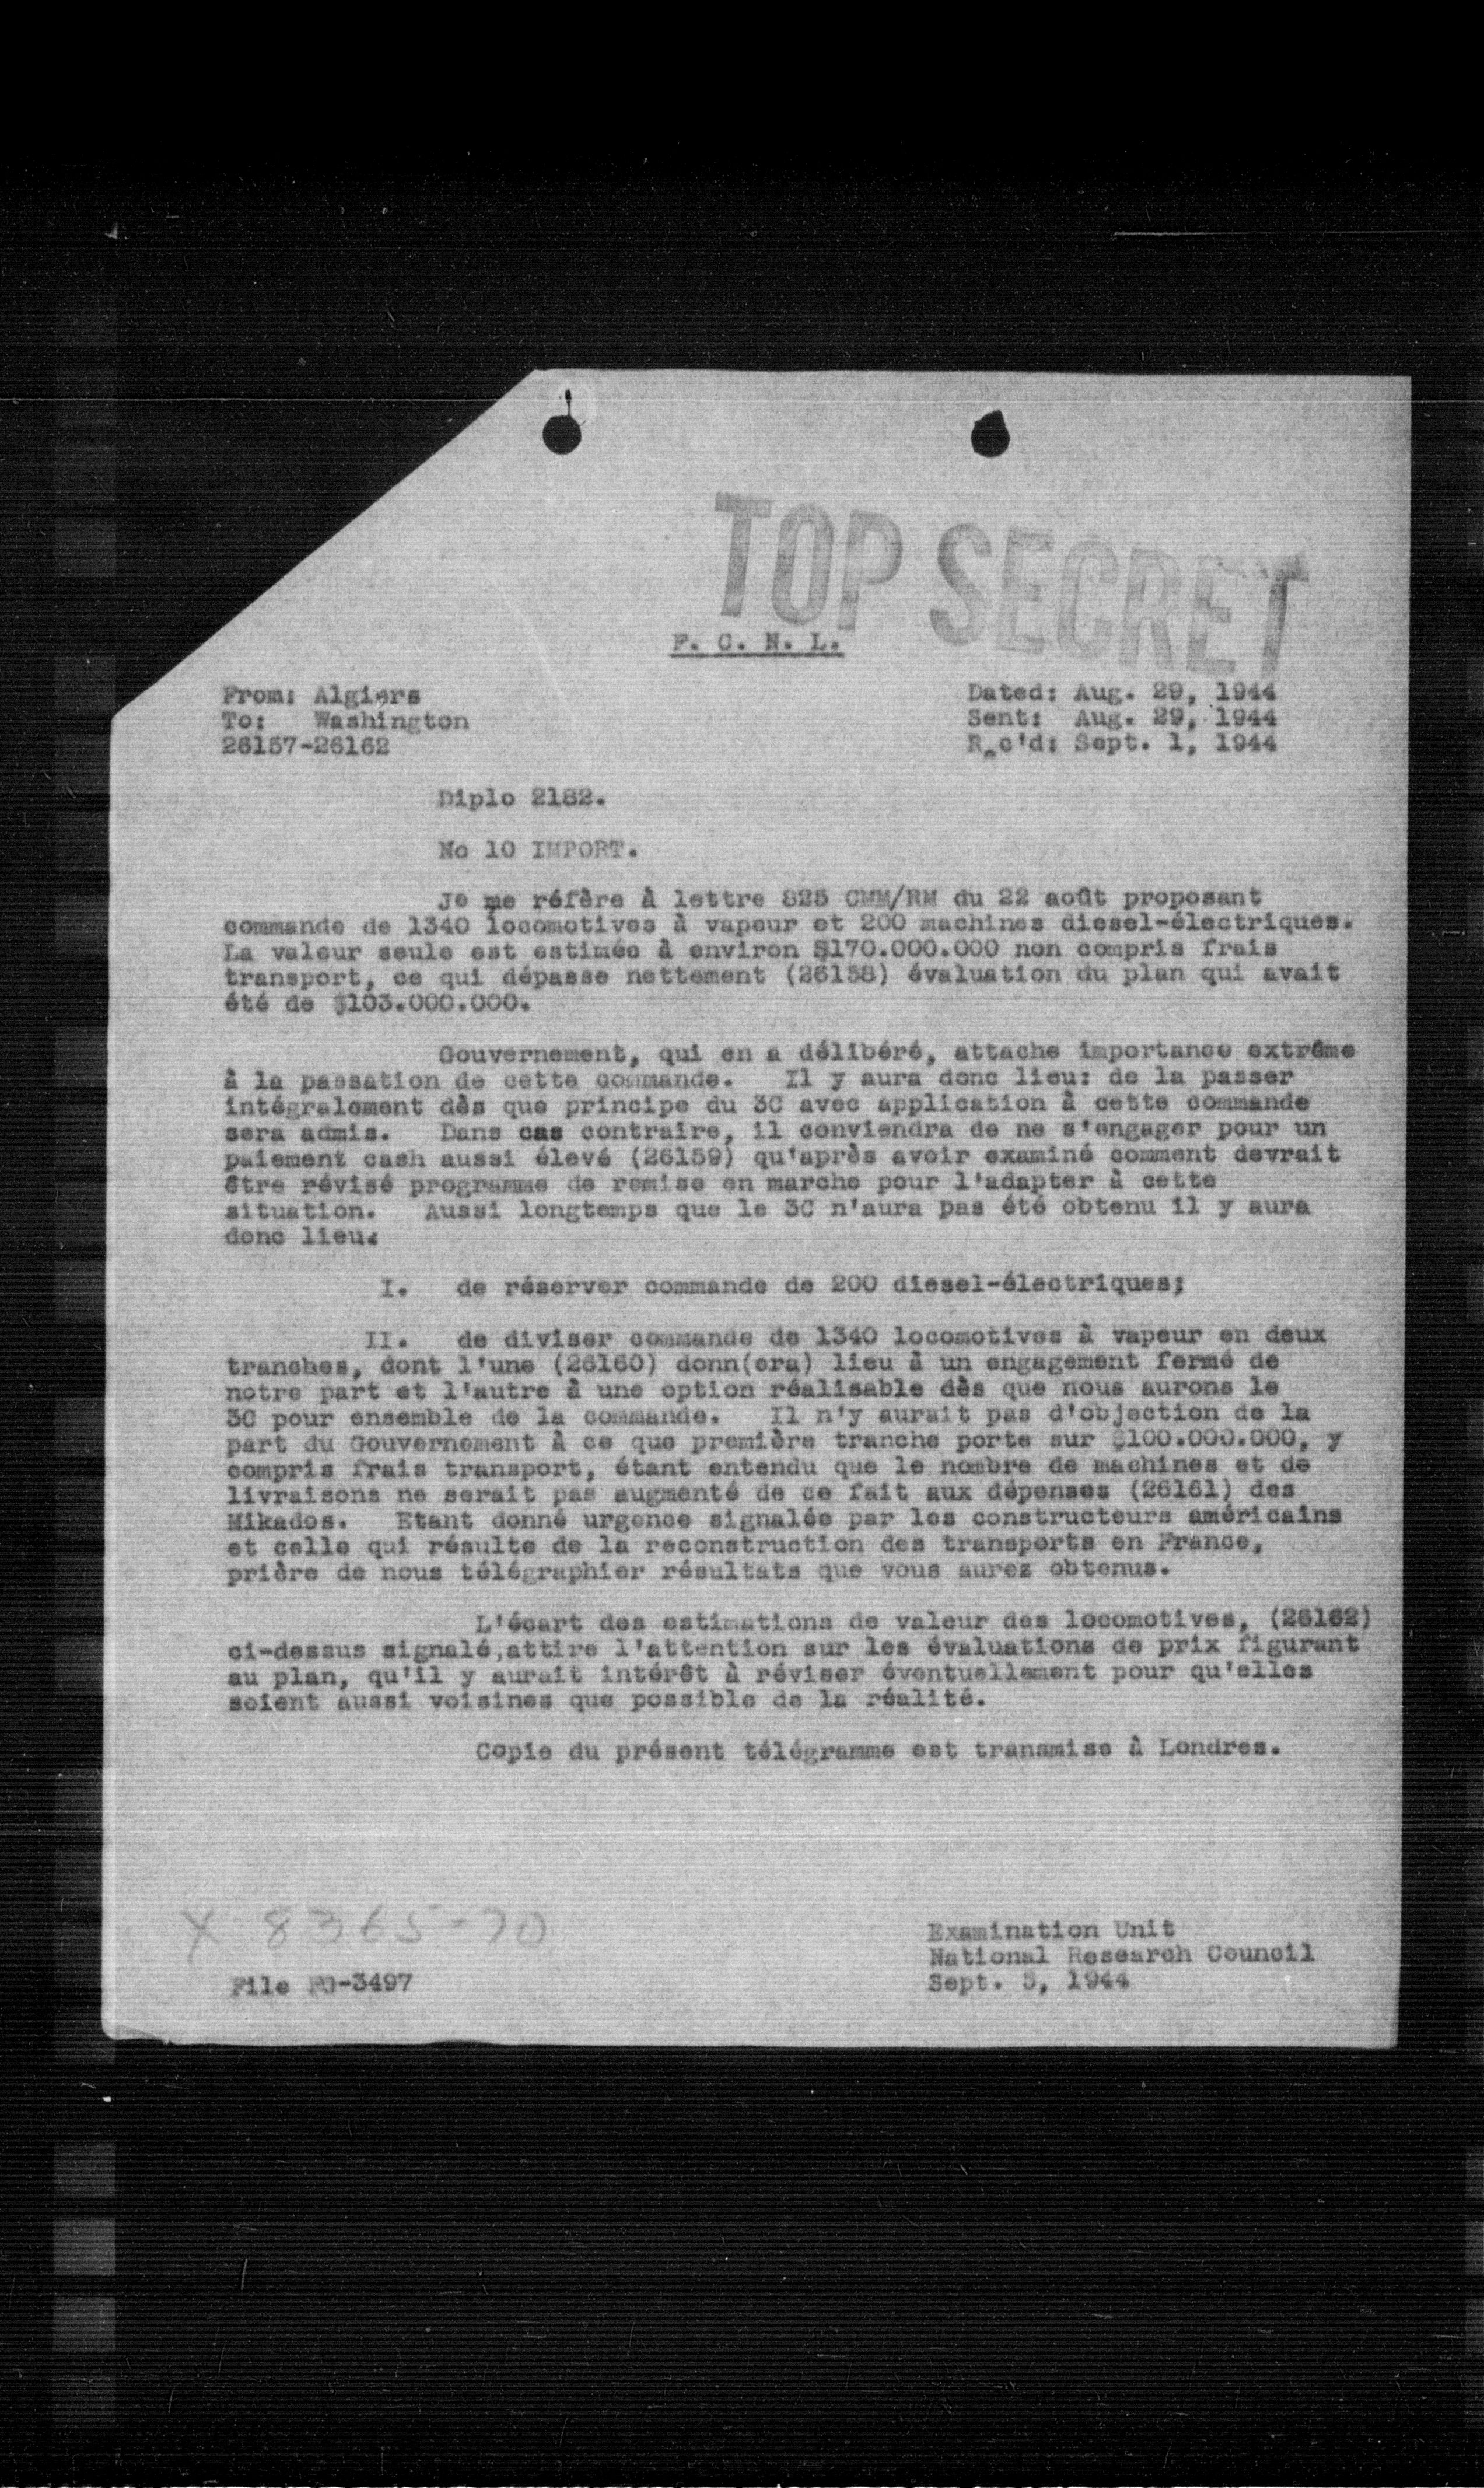 TOP SECRET
F. C. N. L.
From: Algiers
To: Washington
26157-26162
Dated: Aug. 29, 1944
Sent: Aug. 29, 1944
Rec'd: Sept. 1, 1944
Diplo 2182.
No 10 IMPORT.
Je me réfère à lettre 825 CMM/RM du 22 août proposant
commande de 1340 locomotives à vapeur et 200 machines diesel-électriques.
La valeur seule est estimée à environ $170.000.000 non compris frais
transport, ce qui dépasse nettement (26158) évaluation du plan qui avait
été de $103.000.000.
Gouvernement, qui en a délibéré, attache importance extrême
à la passation de cette commande. Il y aura donc lieu: de la passer
intégralement dès que principe du 3C avec application à cette commande
sera admis. Dans cas contraire, il conviendra de ne s'engager pour un
paiement cash aussi élevé (26159) qu'après avoir examiné comment devrait
être révisé programme de remise en marche pour l'adapter à cette
situation. Aussi longtemps que le 3C n'aura pas été obtenu il y aura
donc lieu:
I. de réserver commande de 200 diesel-électriques;
II. de diviser commande de 1340 locomotives à vapeur en deux
tranches, dont l'une (26160) donn(era) lieu à un engagement fermé de
notre part et l'autre à une option réalisable dès que nous aurons le
3C pour ensemble de la commande. Il n'y aurait pas d'objection de la
part du Gouvernement à ce que première tranche porte sur $100.000.000, y
compris frais transport, étant entendu que le nombre de machines et de
livraisons ne serait pas augmenté de ce fait aux dépenses (26161) des
Mikados. Etant donné urgence signalée par les constructeurs américains
et celle qui résulte de la reconstruction des transports en France,
prière de nous télégraphier résultats que vous aurez obtenus.
L'écart des estimations de valeur des locomotives, (26162)
ci-dessus signalé, attire l'attention sur les évaluations de prix figurant
au plan, qu'il y aurait intérêt à réviser éventuellement pour qu'elles
soient aussi voisines que possible de la réalité.
Copie du présent télégramme est transmise à Londres.
X 8365-70
File FO-3497
Examination Unit
National Research Council
Sept. 5, 1944